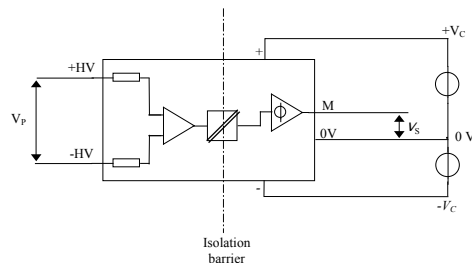 +VC
+
+HV
M
VP
VS
0V
0 V
-HV
-
-VC
Isolation
barrier